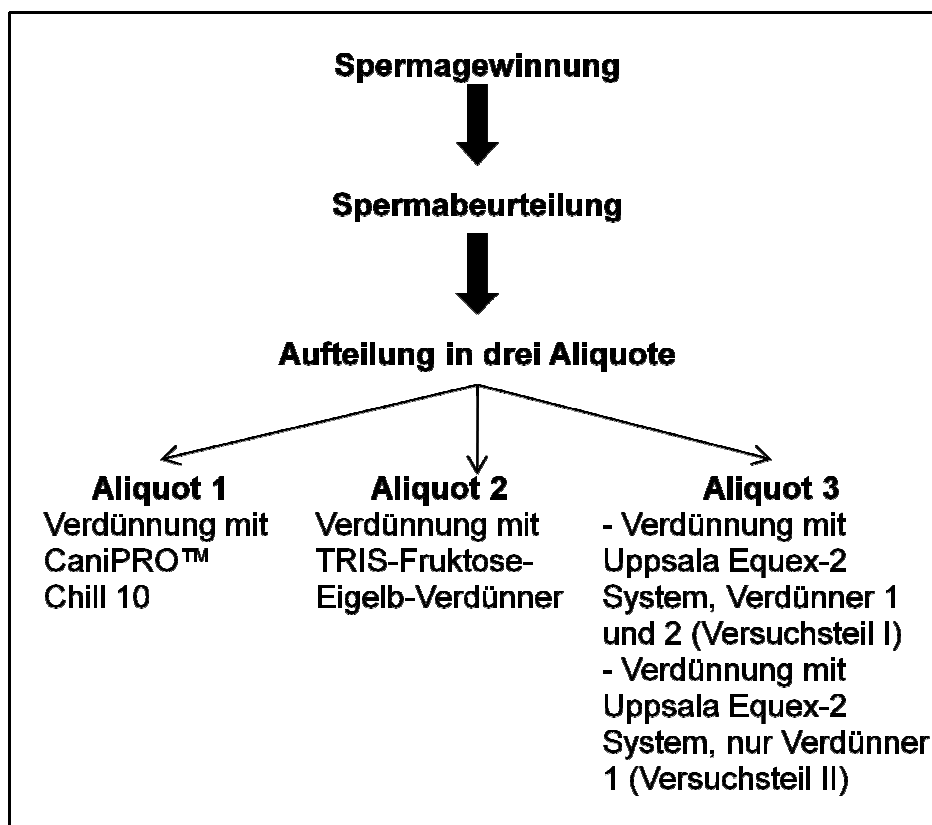 Spermagewinnung
Spermabeurteilung
Aufteilung in drei Aliquote
Aliquot 1
Verdünnung mit
CaniPRO™
Chill 10
Aliquot 2
Verdünnung mit
TRIS-Fruktose-
Eigelb-Verdünner
Aliquot 3
- Verdünnung mit
Uppsala Equex-2
System, Verdünner 1
und 2 (Versuchsteil I)
- Verdünnung mit
Uppsala Equex-2
System, nur Verdünner
1 (Versuchsteil II)